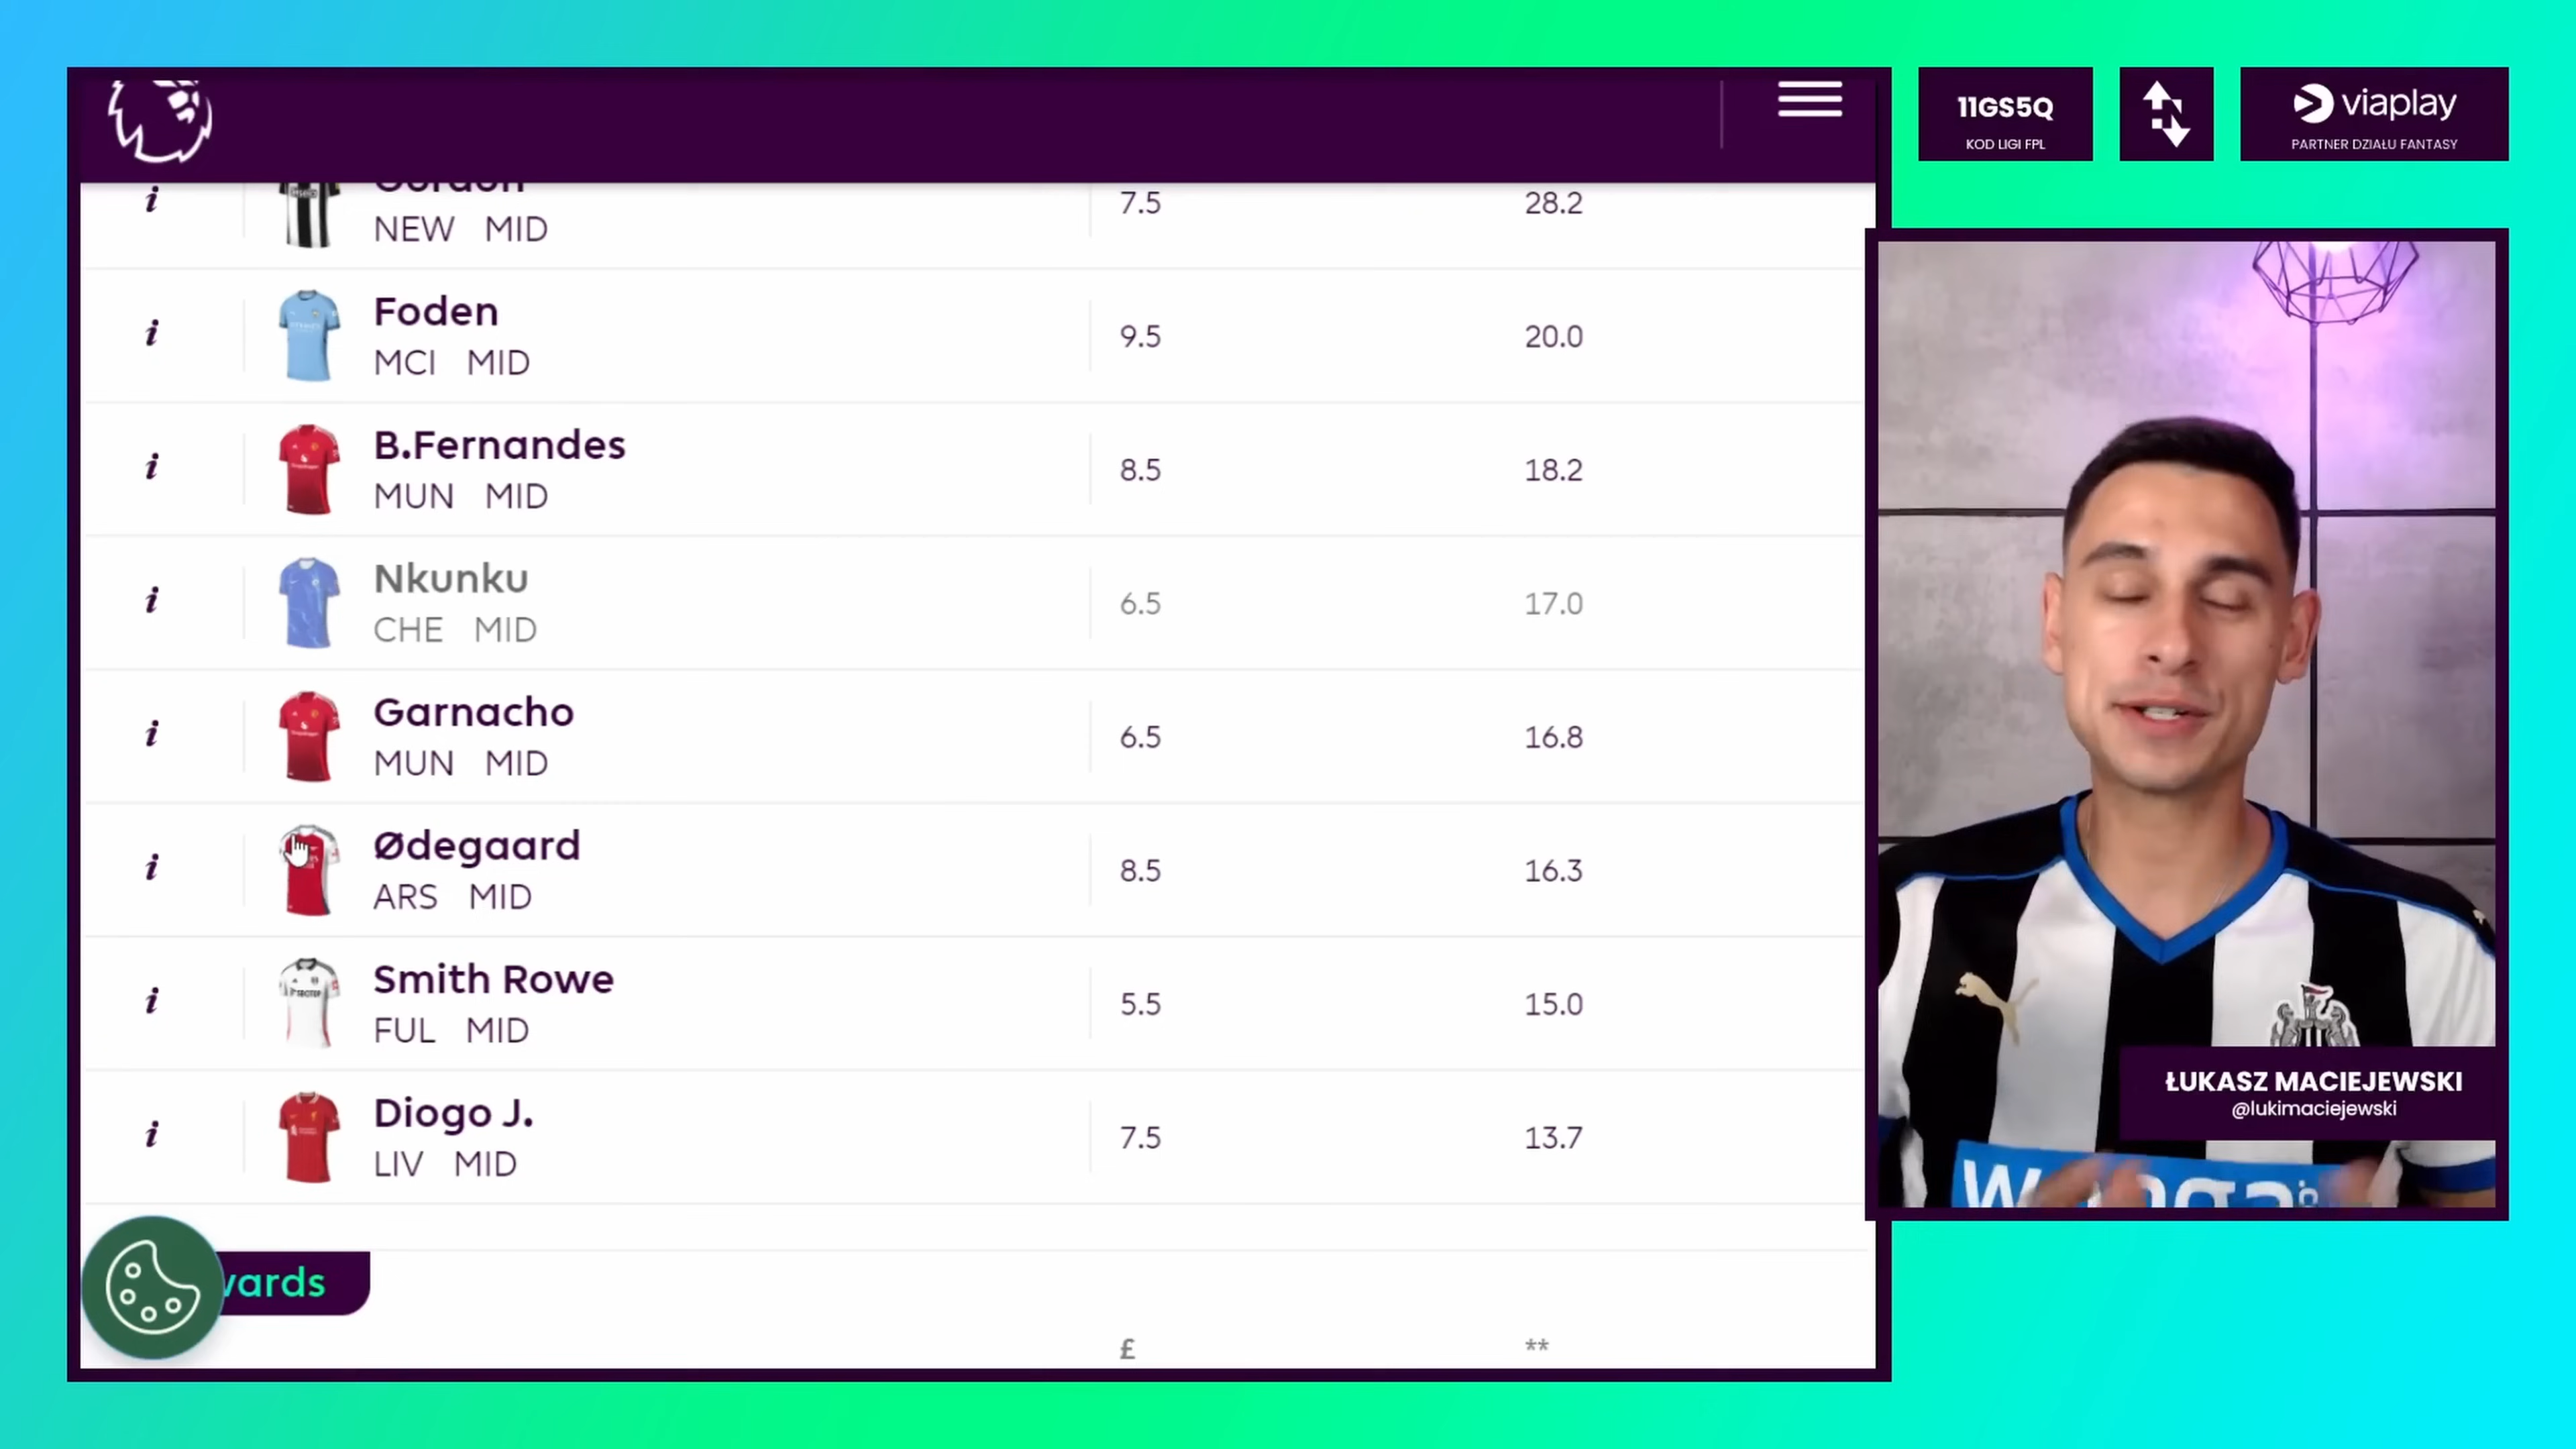 11GS5Q
KOD LIGI FPL
viaplay
PARTNER DZIAŁU FANTASY
i
Gordon
NEW MID
7.5
28.2
i
Foden
MCI MID
9.5
20.0
i
B.Fernandes
MUN MID
8.5
18.2
i
Nkunku
CHE MID
6.5
17.0
i
Garnacho
MUN MID
6.5
16.8
i
Ødegaard
ARS MID
8.5
16.3
i
Smith Rowe
FUL MID
5.5
15.0
i
Diogo J.
LIV MID
7.5
13.7
wards
£
**
ŁUKASZ MACIEJEWSKI
@lukimaciejewski